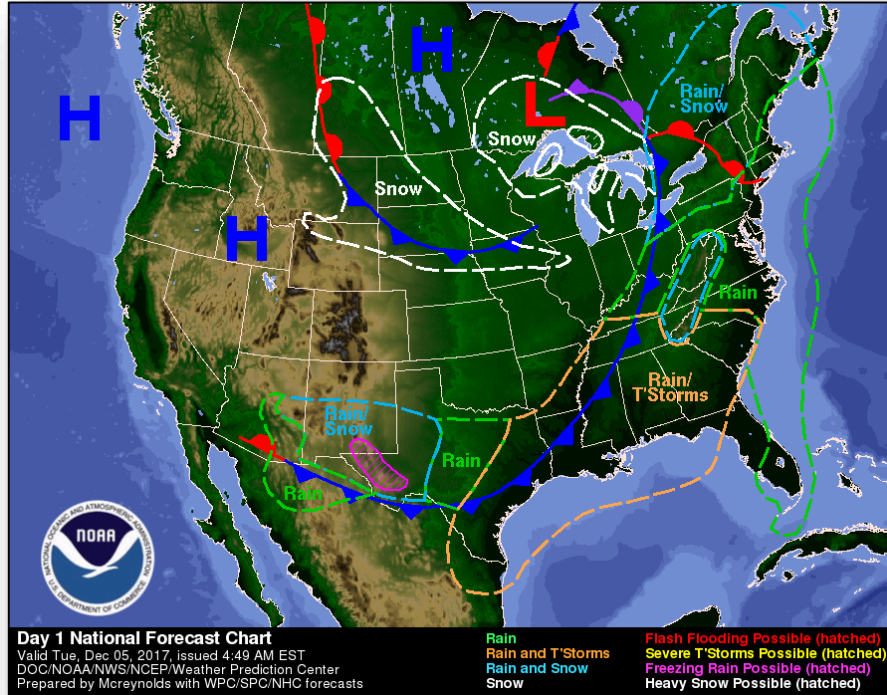 H
H
H
L
Rain/
Snow
Snow
Snow
Rain
Rain/
T'Storms
Rain/
Snow
Rain
Rain
NATIONAL OCEANIC AND ATMOSPHERIC ADMINISTRATION
NOAA
U.S. DEPARTMENT OF COMMERCE
Day 1 National Forecast Chart
Valid Tue, Dec 05, 2017, issued 4:49 AM EST
DOC/NOAA/NWS/NCEP/Weather Prediction Center
Prepared by Mcreynolds with WPC/SPC/NHC forecasts
Rain
Rain and T'Storms
Rain and Snow
Snow
Flash Flooding Possible (hatched)
Severe T'Storms Possible (hatched)
Freezing Rain Possible (hatched)
Heavy Snow Possible (hatched)